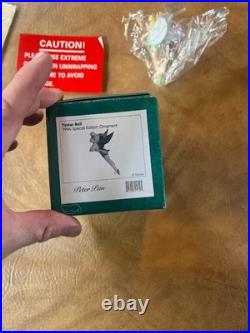 CAUTION!
PLEASE USE EXTREME
CARE WHEN UNWRAPPING
TO AVOID
Tinker Bell
1996 Special Edition Ornament
Peter Pan